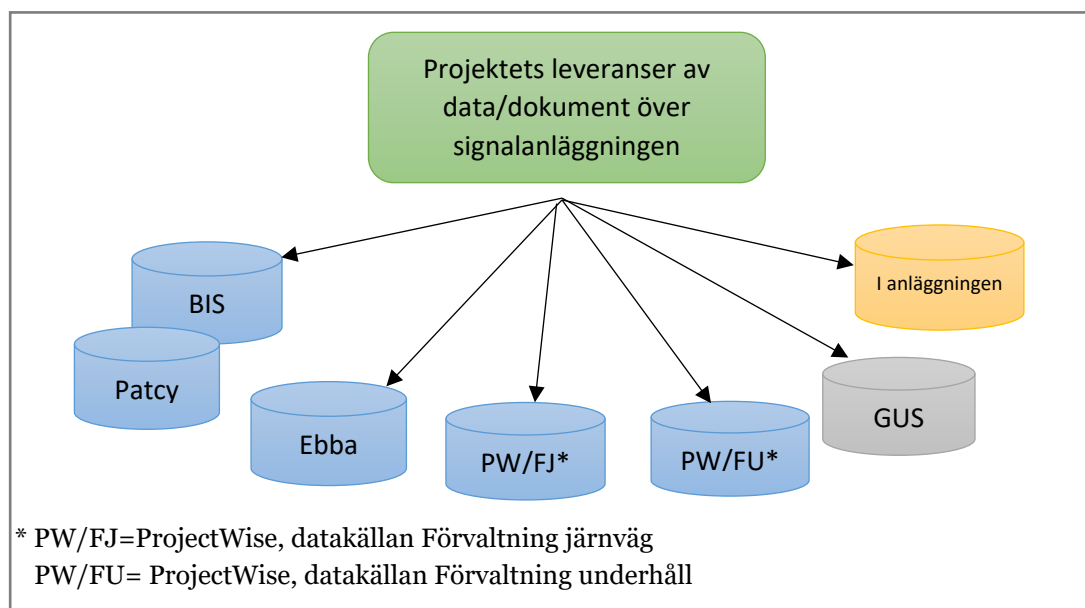 Projektets leveranser av
data/dokument över
signalanläggningen
BIS
I anläggningen
Patcy
GUS
Ebba
PW/FJ*
PW/FU*
* PW/FJ=ProjectWise, datakällan Förvaltning järnväg
PW/FU= ProjectWise, datakällan Förvaltning underhåll